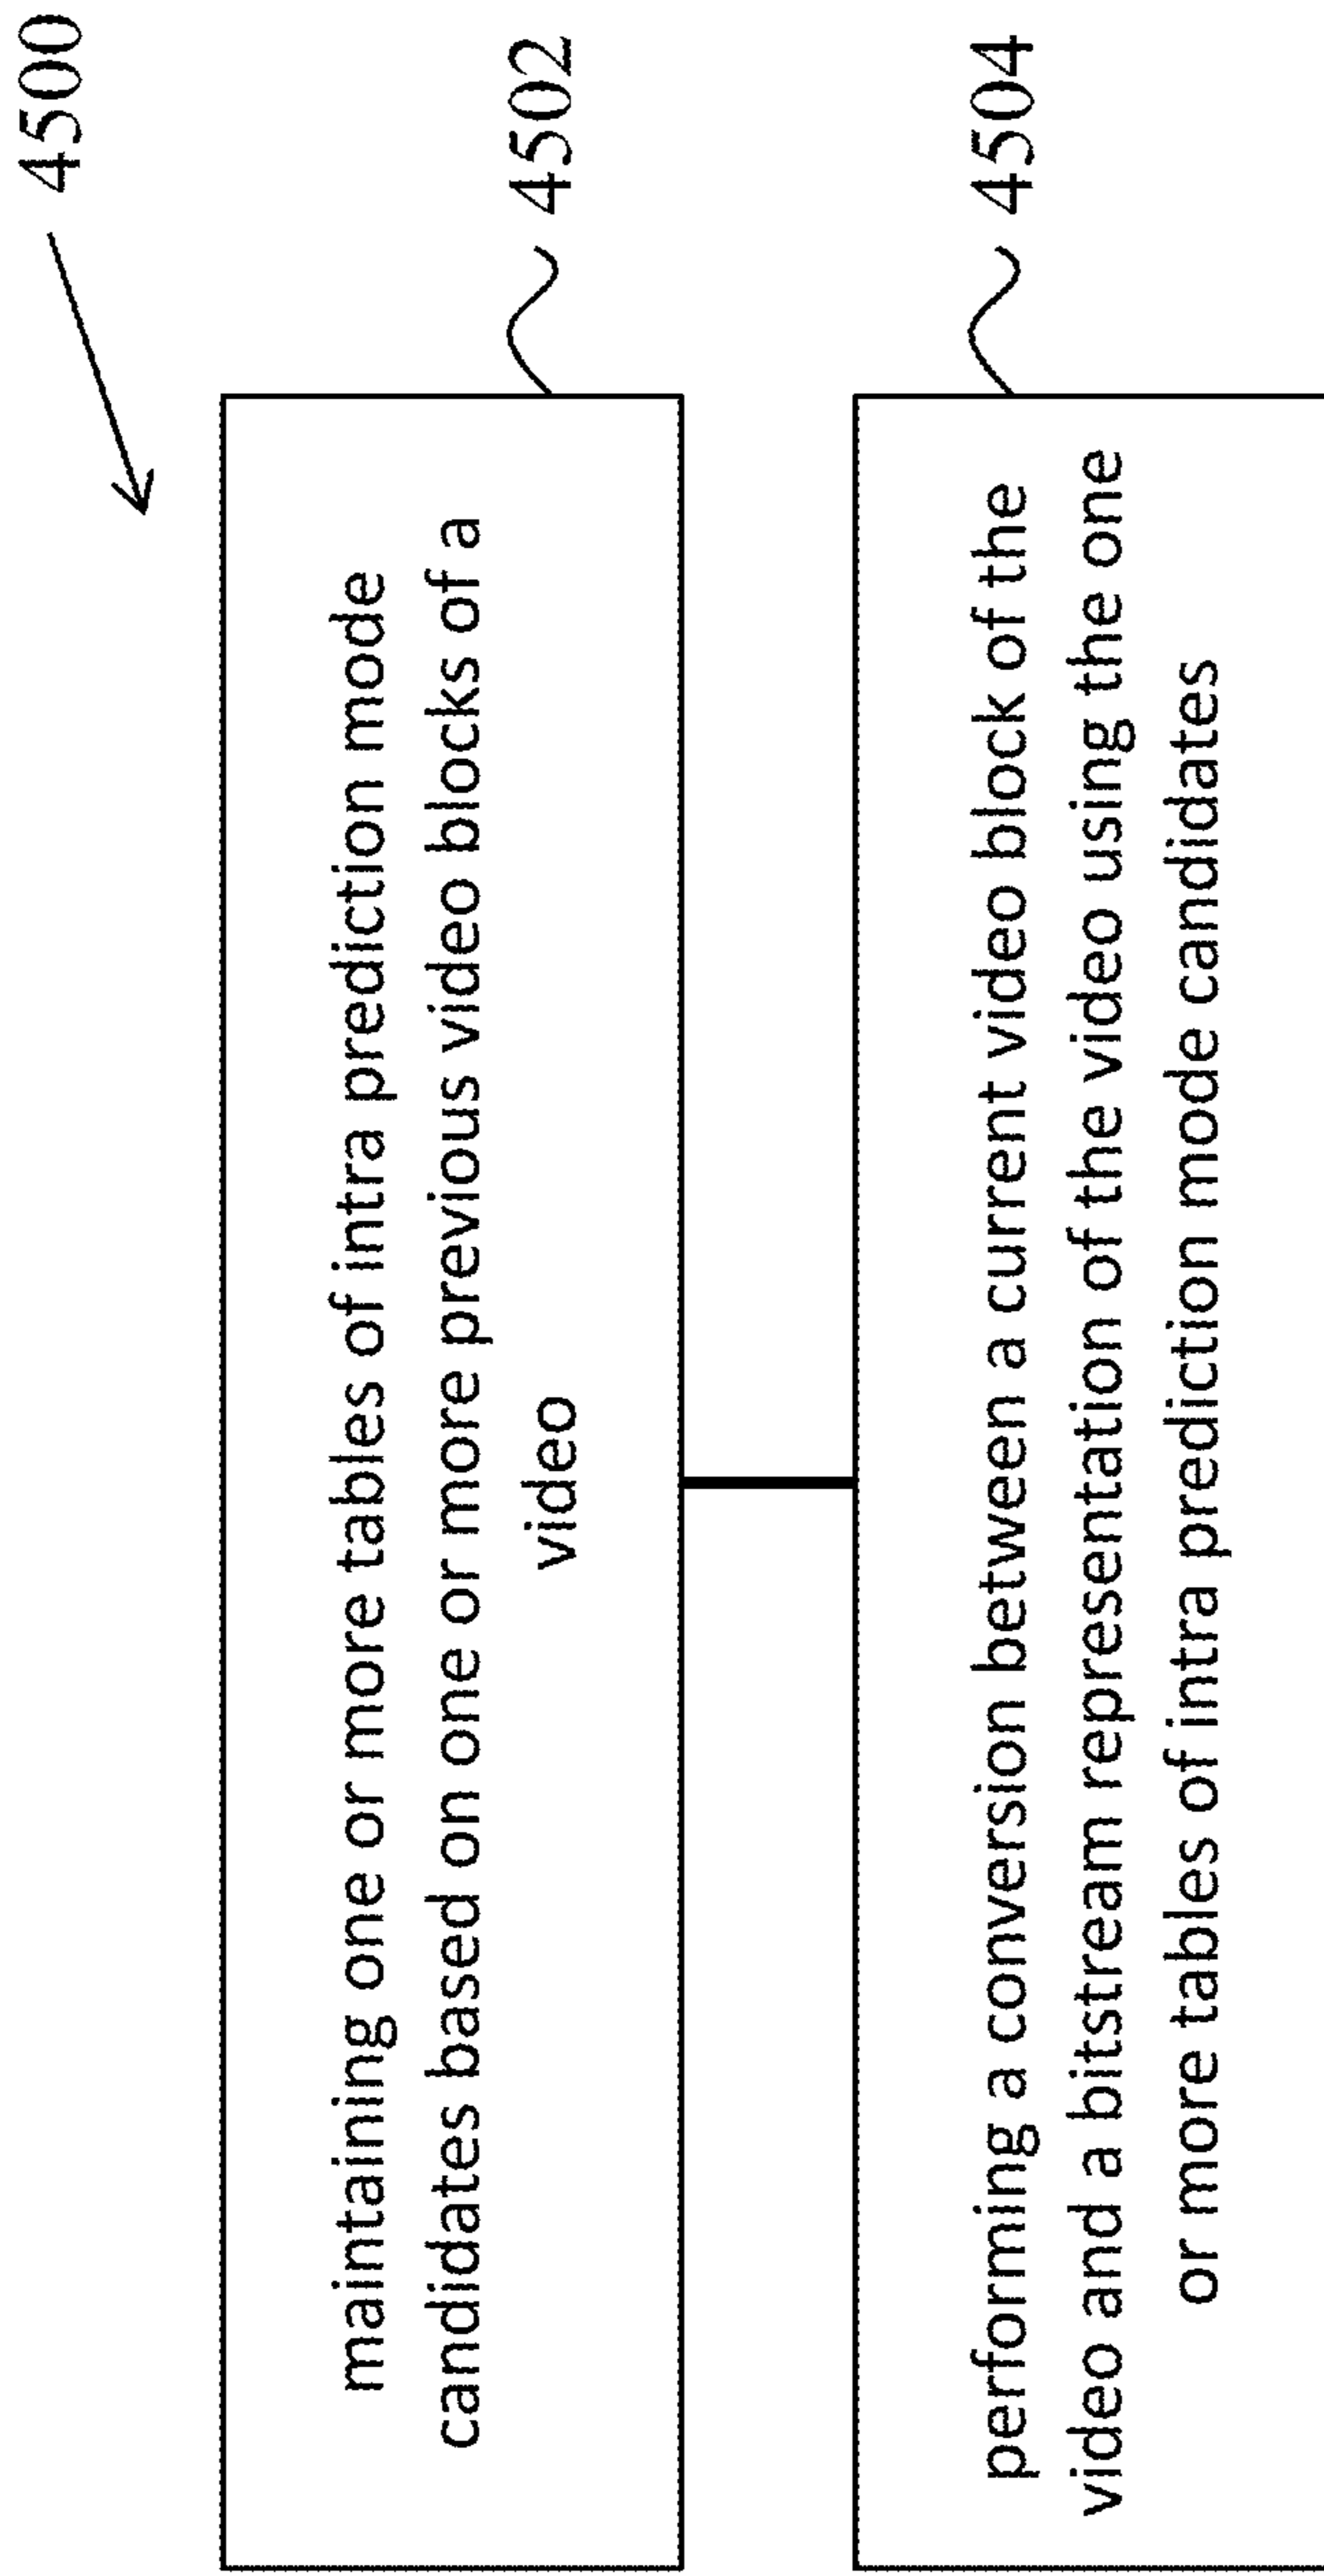 4500
maintaining one or more tables of intra prediction mode
candidates based on one or more previous video blocks of a
video
4502
performing a conversion between a current video block of the
video and a bitstream representation of the video using the one
or more tables of intra prediction mode candidates
4504